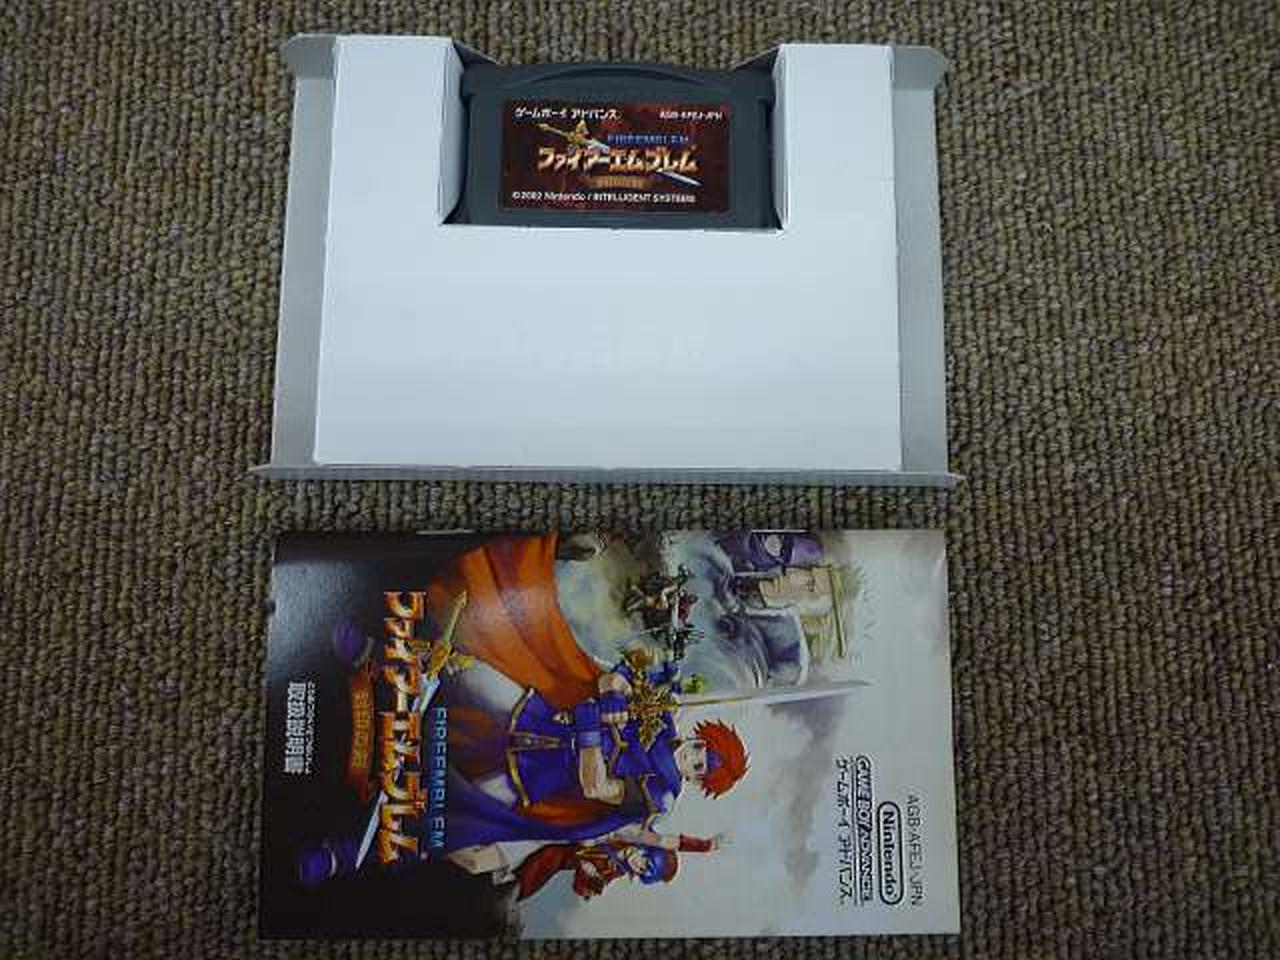 ゲームボーイ アドバンス
AGB-AFEJ-JPN
FIREEMBLEM
ファイアーエムブレム
©2002 Nintendo / INTELLIGENT SYSTEMS
AGB-AFEJ-JPN
Nintendo
GAME BOY ADVANCE
ゲームボーイ アドバンス
FIREEMBLEM
ファイアーエムブレム
取扱説明書